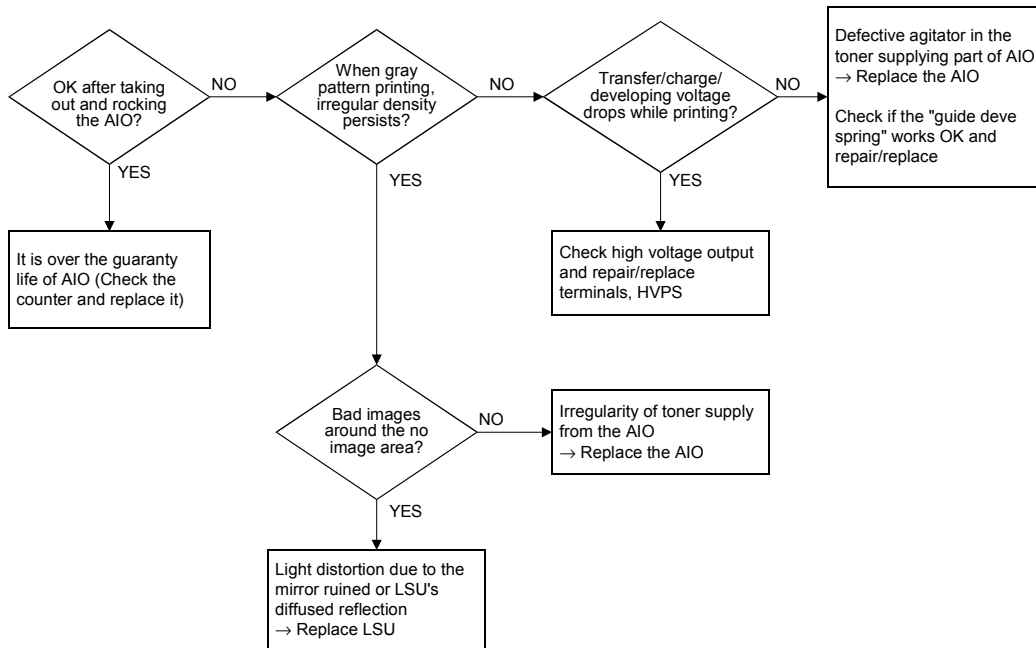 OK after taking
out and rocking
the AIO?
NO
YES
It is over the guaranty
life of AIO (Check the
counter and replace it)
When gray
pattern printing,
irregular density
persists?
NO
YES
Transfer/charge/
developing voltage
drops while printing?
NO
YES
Check high voltage output
and repair/replace
terminals, HVPS
Defective agitator in the
toner supplying part of AIO
→ Replace the AIO
Check if the "guide deve
spring" works OK and
repair/replace
Bad images
around the no
image area?
NO
YES
Irregularity of toner supply
from the AIO
→ Replace the AIO
Light distortion due to the
mirror ruined or LSU's
diffused reflection
→ Replace LSU